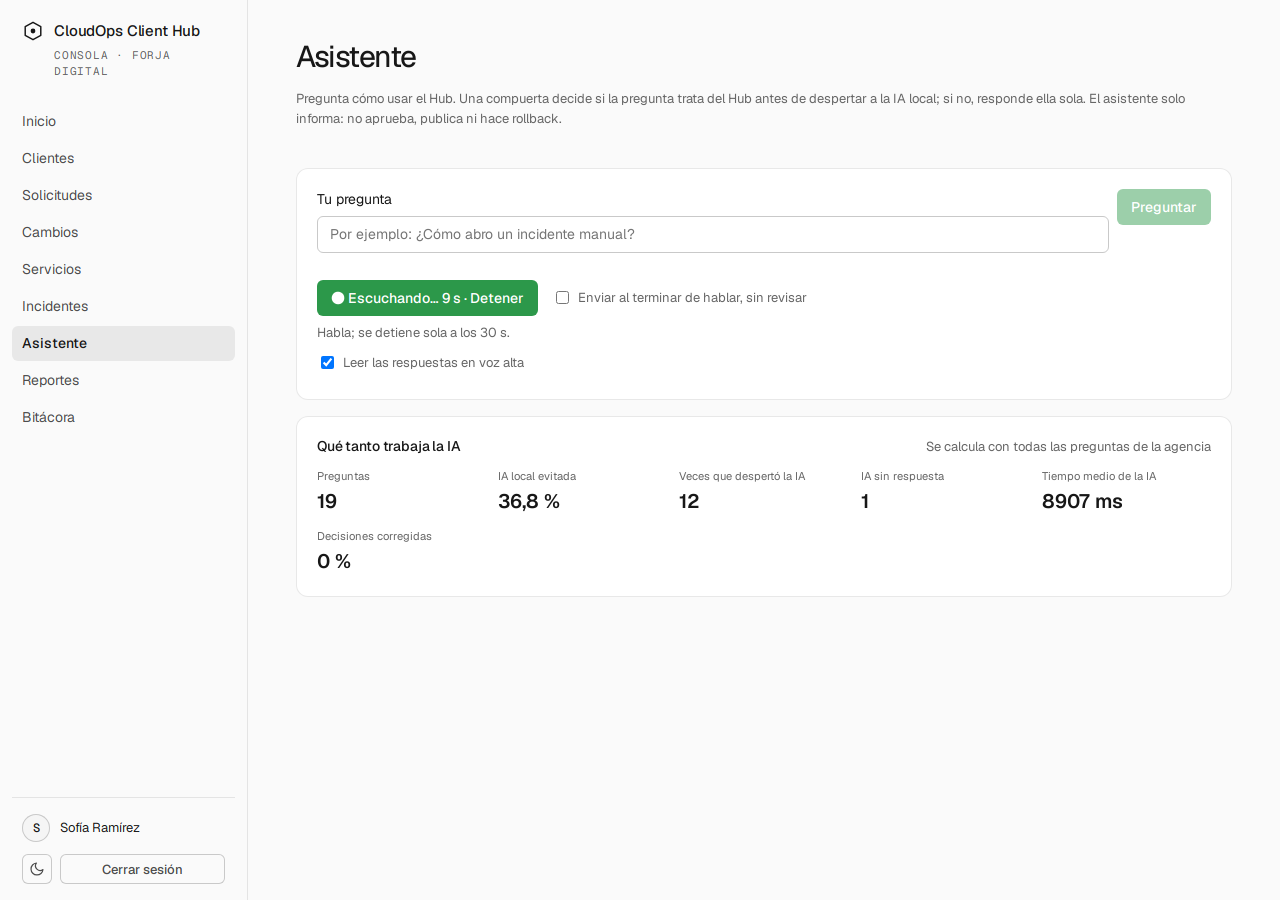 CloudOps Client Hub
CONSOLA · FORJA
DIGITAL
Inicio
Clientes
Solicitudes
Cambios
Servicios
Incidentes
Asistente
Reportes
Bitácora
S
Sofía Ramírez
Cerrar sesión
Asistente
Pregunta cómo usar el Hub. Una compuerta decide si la pregunta trata del Hub antes de despertar a la IA local; si no, responde ella sola. El asistente solo
informa: no aprueba, publica ni hace rollback.
Tu pregunta
Preguntar
Por ejemplo: ¿Cómo abro un incidente manual?
Escuchando… 9 s · Detener
Enviar al terminar de hablar, sin revisar
Habla; se detiene sola a los 30 s.
Leer las respuestas en voz alta
Qué tanto trabaja la IA
Se calcula con todas las preguntas de la agencia
Preguntas
19
IA local evitada
36,8 %
Veces que despertó la IA
12
IA sin respuesta
1
Tiempo medio de la IA
8907 ms
Decisiones corregidas
0 %